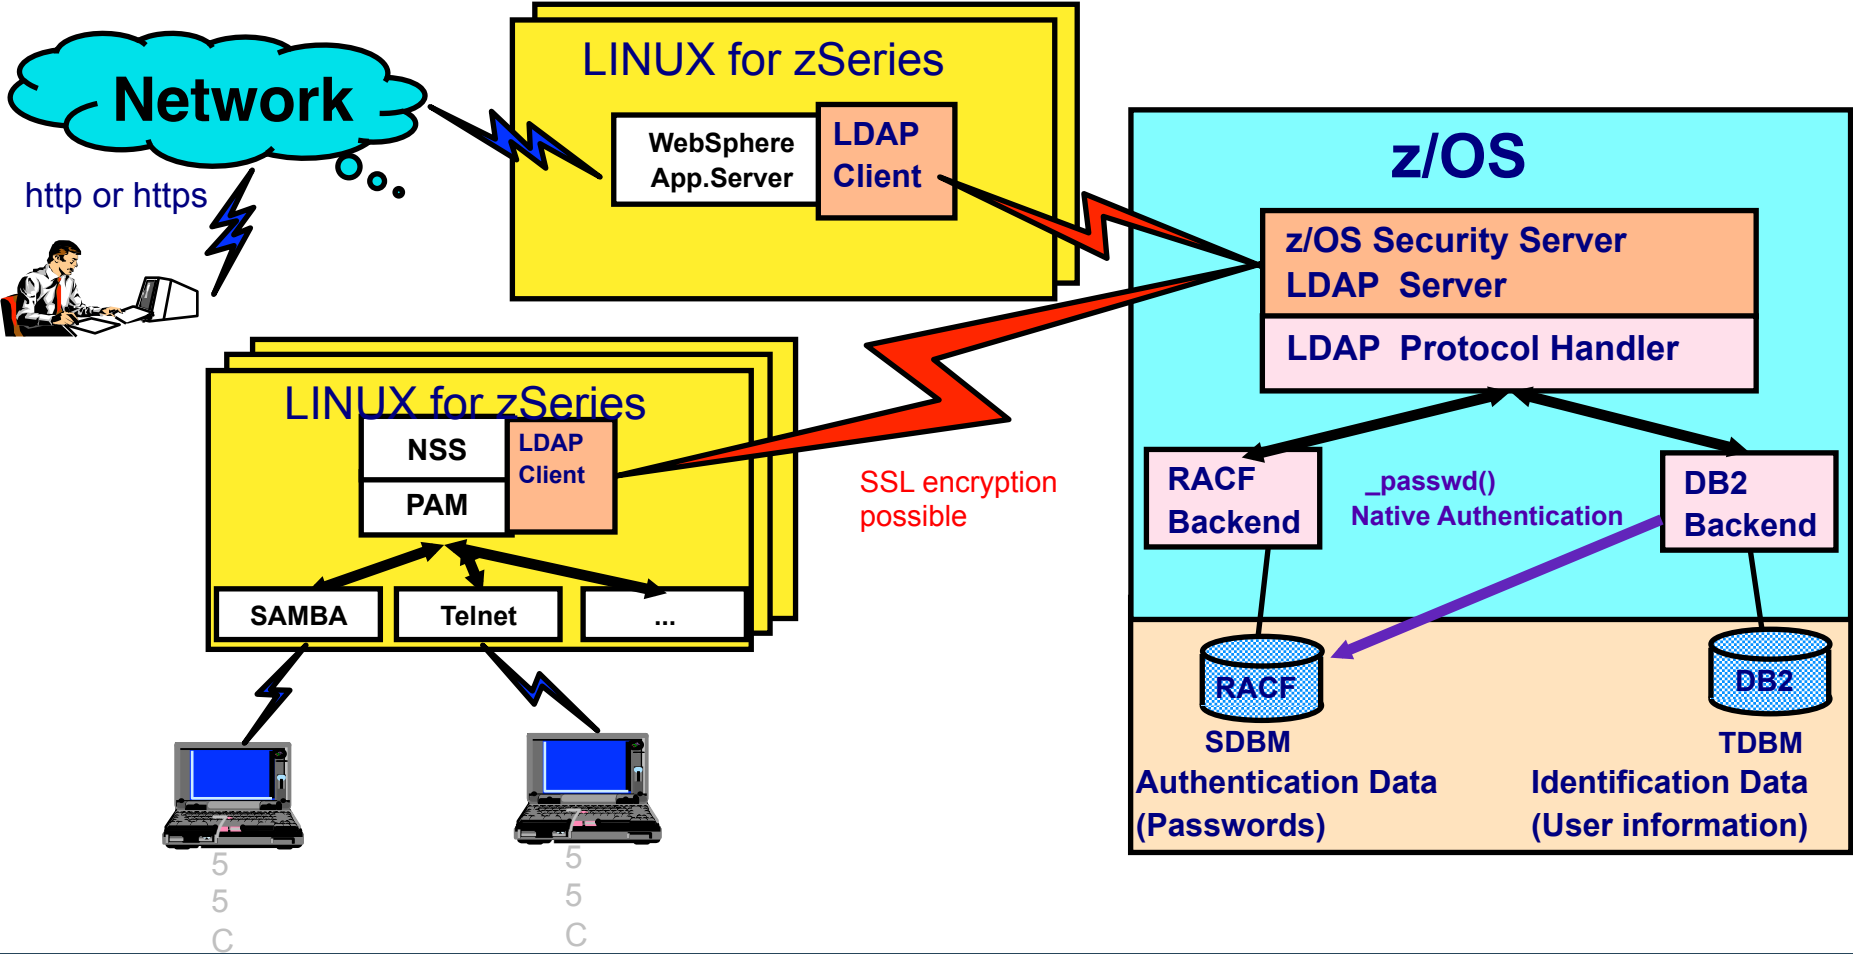 Network
http or https
LINUX for zSeries
WebSphere
App.Server
LDAP
Client
LINUX for zSeries
NSS
PAM
LDAP
Client
SAMBA
Telnet
...
SSL encryption
possible
z/OS
z/OS Security Server
LDAP  Server
LDAP  Protocol Handler
RACF
Backend
_passwd()
Native Authentication
DB2
Backend
RACF
DB2
SDBM
TDBM
Authentication Data
(Passwords)
Identification Data
(User information)
7
5
5
C
7
5
5
C